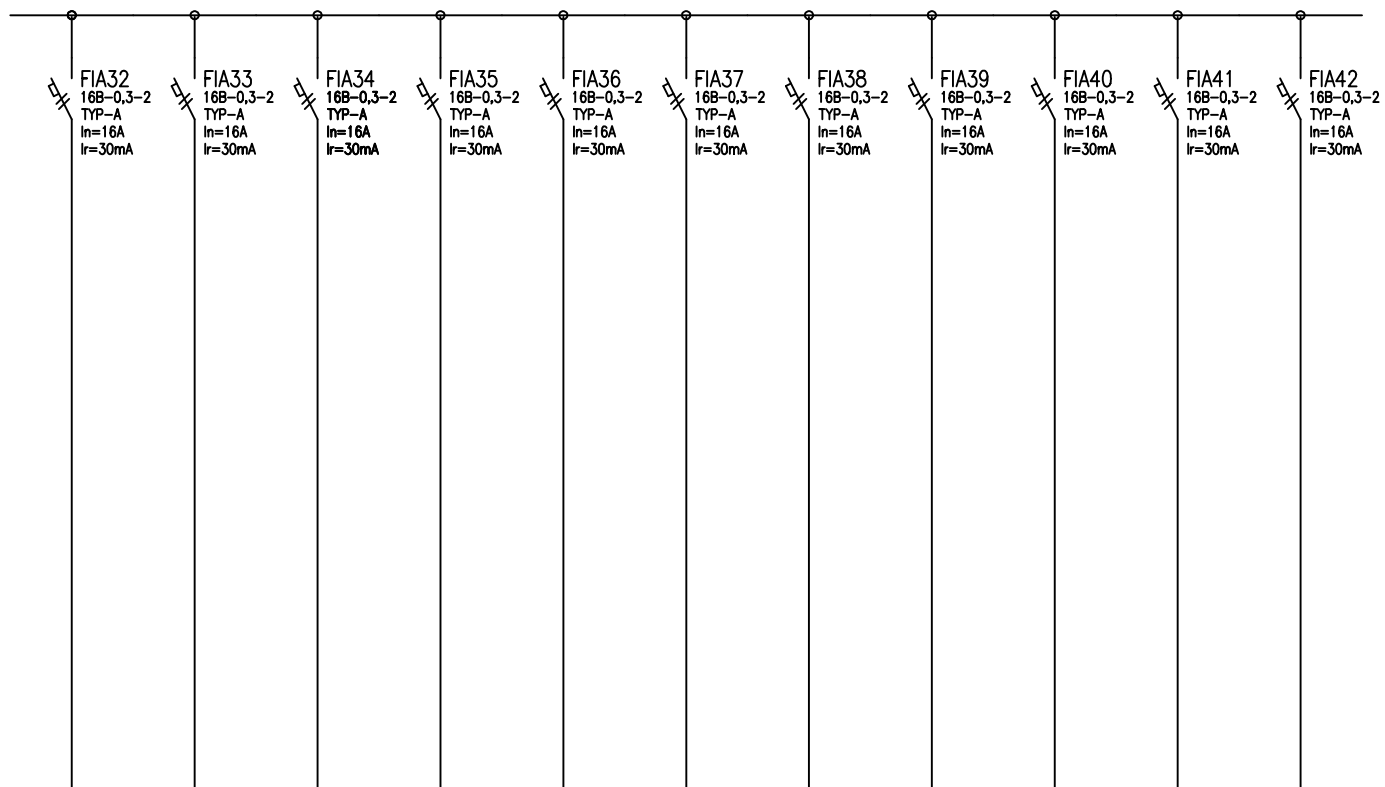 FIA32
16B-0,3-2
TYP-A
In=16A
Ir=30mA
FIA33
16B-0,3-2
TYP-A
In=16A
Ir=30mA
FIA34
16B-0,3-2
TYP-A
In=16A
Ir=30mA
FIA35
16B-0,3-2
TYP-A
In=16A
Ir=30mA
FIA36
16B-0,3-2
TYP-A
In=16A
Ir=30mA
FIA37
16B-0,3-2
TYP-A
In=16A
Ir=30mA
FIA38
16B-0,3-2
TYP-A
In=16A
Ir=30mA
FIA39
16B-0,3-2
TYP-A
In=16A
Ir=30mA
FIA40
16B-0,3-2
TYP-A
In=16A
Ir=30mA
FIA41
16B-0,3-2
TYP-A
In=16A
Ir=30mA
FIA42
16B-0,3-2
TYP-A
In=16A
Ir=30mA